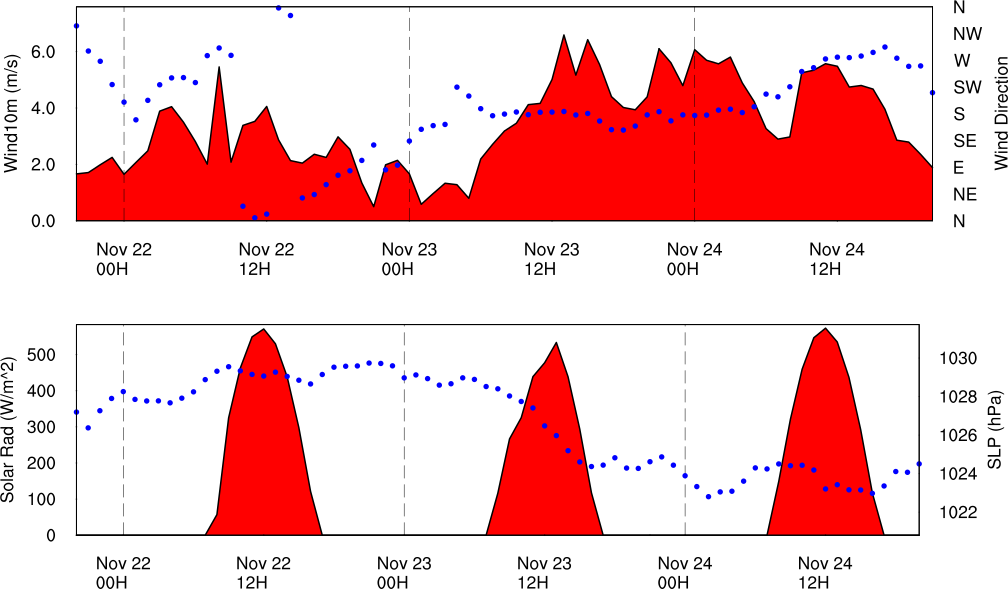 Wind10m (m/s)
6.0
4.0
2.0
0.0
N
NW
W
SW
S
SE
E
NE
N
Wind Direction
Nov 22
00H
Nov 22
12H
Nov 23
00H
Nov 23
12H
Nov 24
00H
Nov 24
12H
Solar Rad (W/m^2)
500
400
300
200
100
0
1030
1028
1026
1024
1022
SLP (hPa)
Nov 22
00H
Nov 22
12H
Nov 23
00H
Nov 23
12H
Nov 24
00H
Nov 24
12H